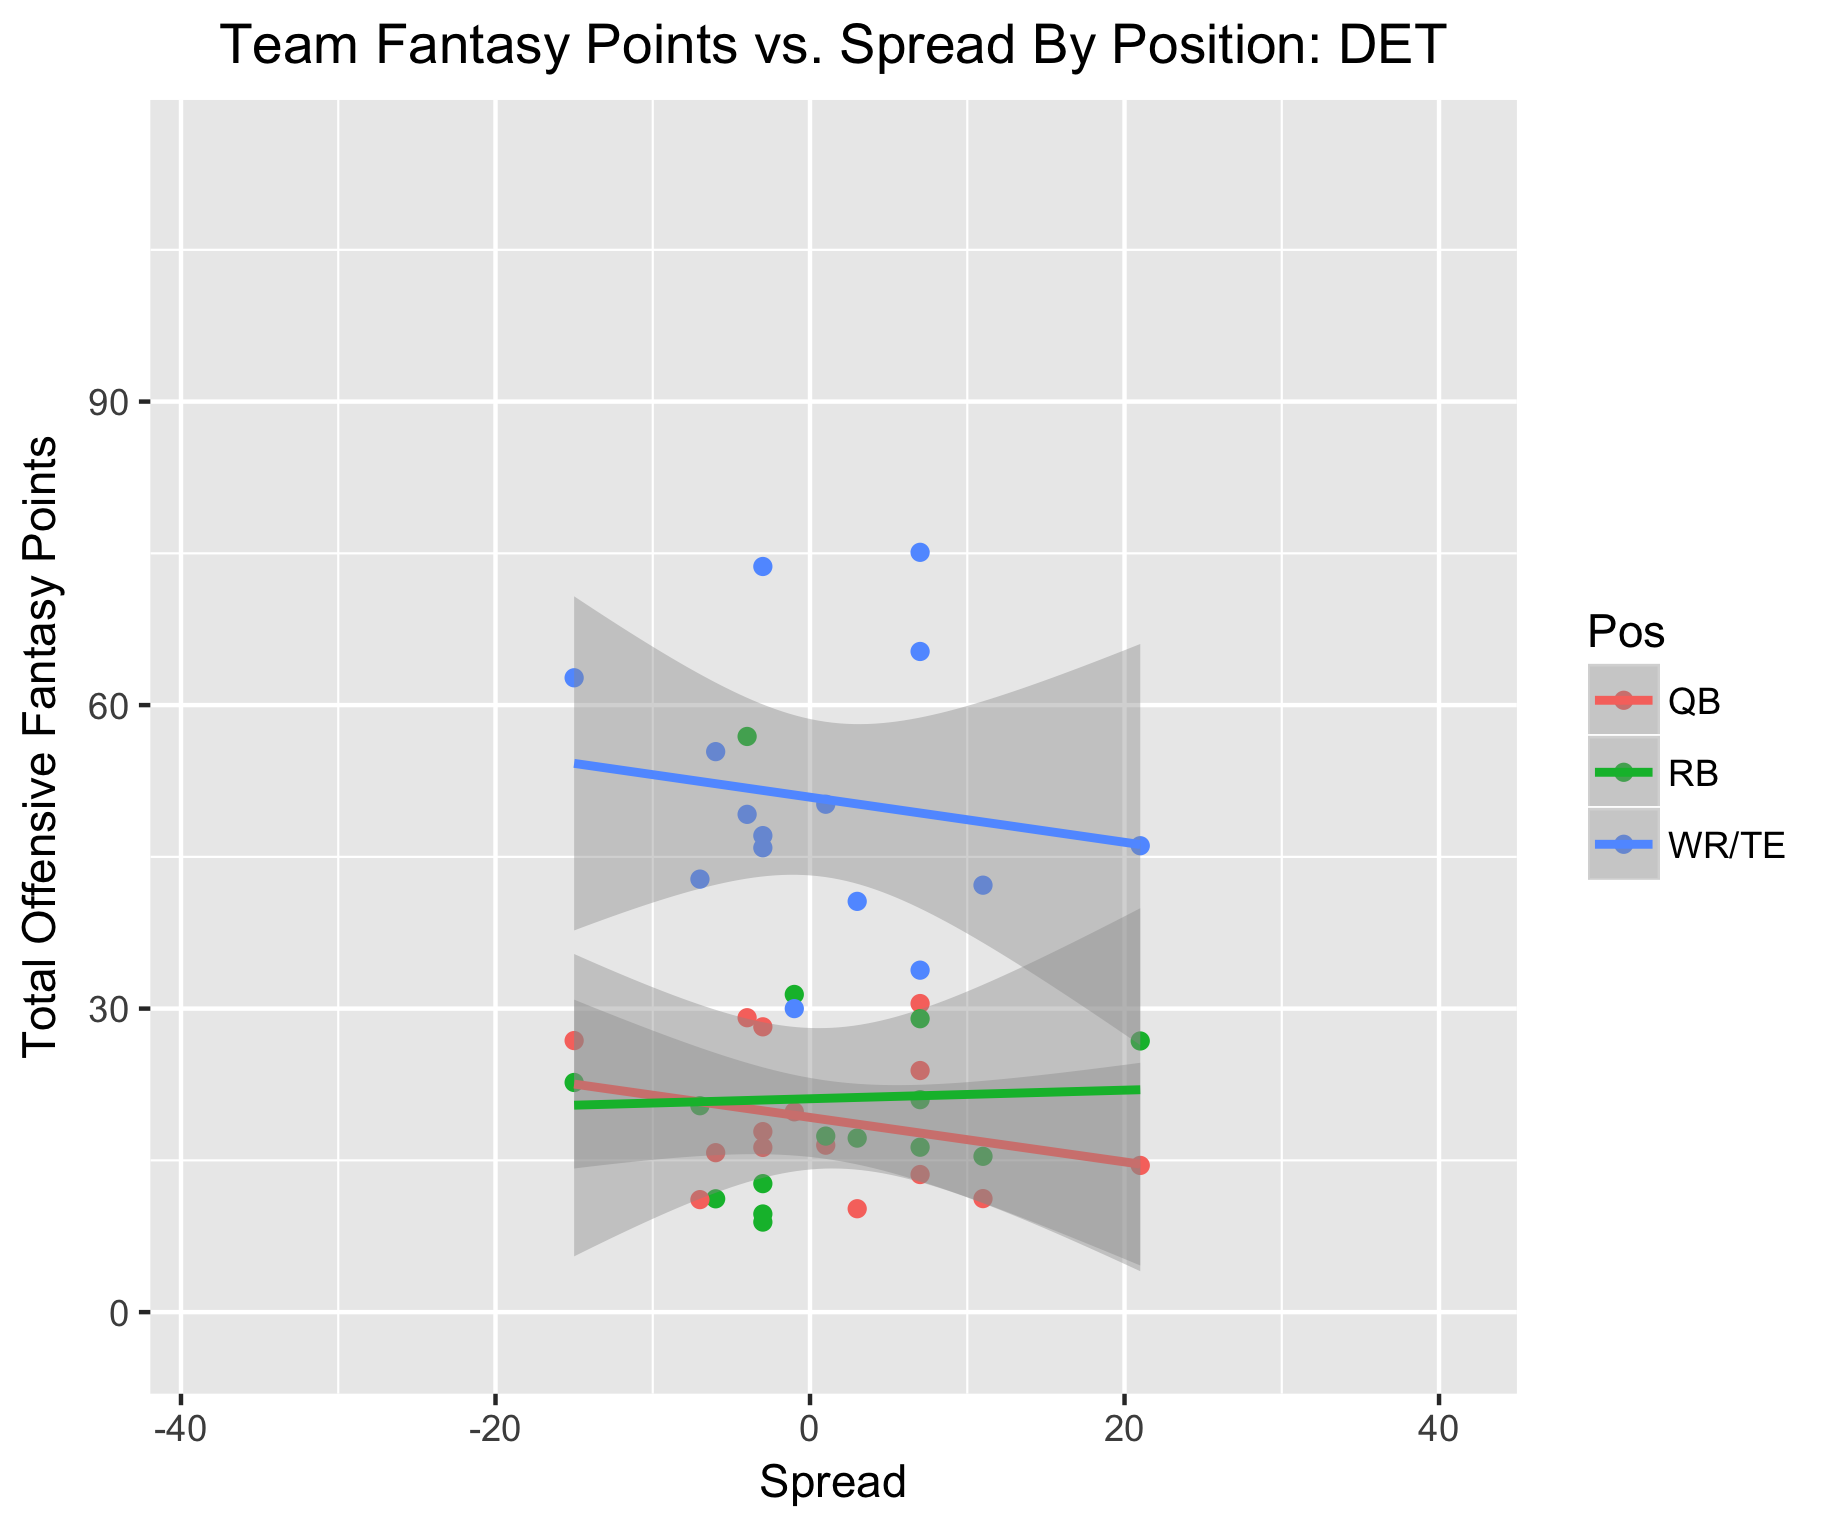 Team Fantasy Points vs. Spread By Position: DET
Total Offensive Fantasy Points
90
60
30
0
-40
-20
0
20
40
Spread
Pos
QB
RB
WR/TE